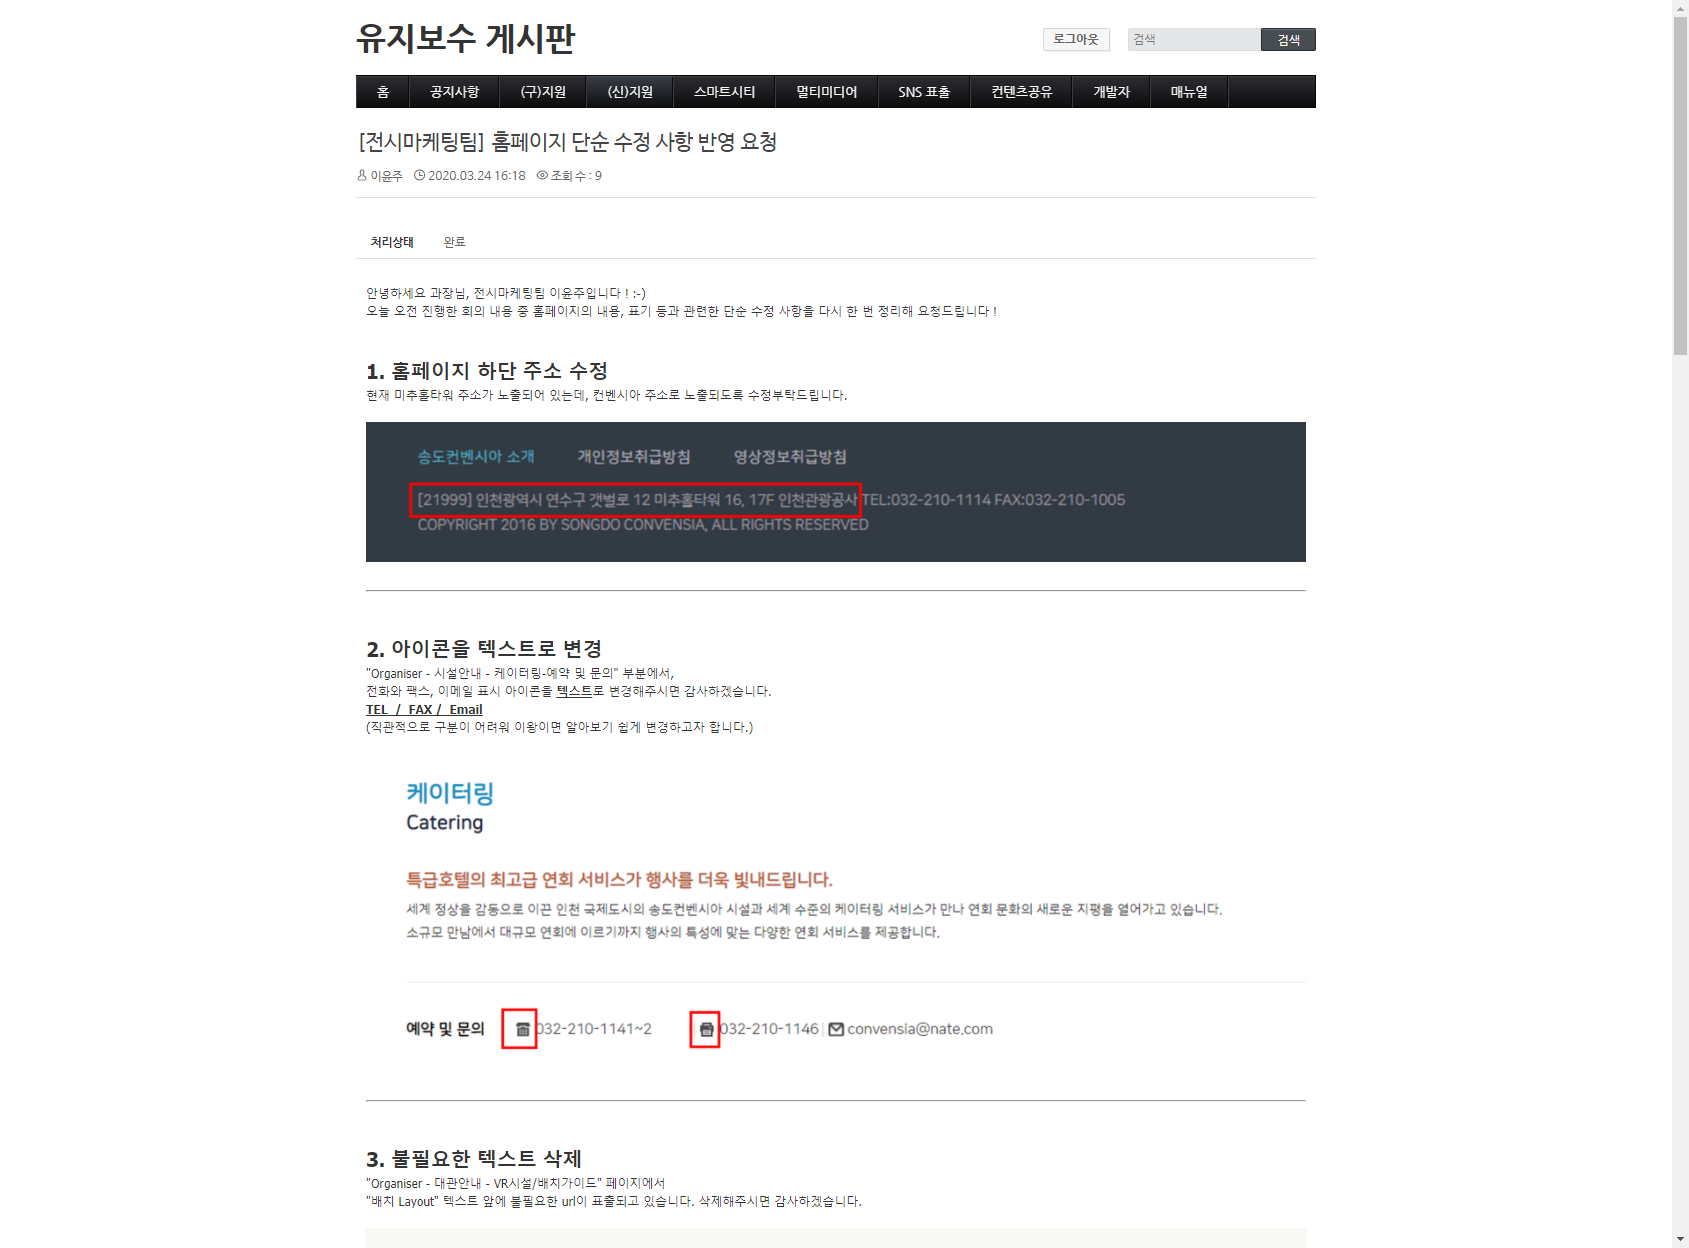 유지보수 게시판
로그아웃 검색 검색
홈 공지사항 (구)지원 (신)지원 스마트시티 멀티미디어 SNS 표출 컨텐츠공유 개발자 매뉴얼
[전시마케팅팀] 홈페이지 단순 수정 사항 반영 요청
이윤주 2020.03.24 16:18 조회 수 : 9
처리상태 완료
안녕하세요 과장님, 전시마케팅팀 이윤주입니다 ! :-)
오늘 오전 진행한 회의 내용 중 홈페이지의 내용, 표기 등과 관련한 단순 수정 사항을 다시 한 번 정리해 요청드립니다 !
1. 홈페이지 하단 주소 수정
현재 미추홀타워 주소가 노출되어 있는데, 컨벤시아 주소로 노출되도록 수정부탁드립니다.
송도컨벤시아 소개 개인정보취급방침 영상정보취급방침
[21999] 인천광역시 연수구 갯벌로 12 미추홀타워 16, 17F 인천관광공사 TEL:032-210-1114 FAX:032-210-1005
COPYRIGHT 2016 BY SONGDO CONVENSIA, ALL RIGHTS RESERVED
2. 아이콘을 텍스트로 변경
"Organiser - 시설안내 - 케이터링-예약 및 문의" 부분에서,
전화와 팩스, 이메일 표시 아이콘을 텍스트로 변경해주시면 감사하겠습니다.
TEL / FAX / Email
(직관적으로 구분이 어려워 이왕이면 알아보기 쉽게 변경하고자 합니다.)
케이터링
Catering
특급호텔의 최고급 연회 서비스가 행사를 더욱 빛내드립니다.
세계 정상을 감동으로 이끈 인천 국제도시의 송도컨벤시아 시설과 세계 수준의 케이터링 서비스가 만나 연회 문화의 새로운 지평을 열어가고 있습니다.
소규모 만남에서 대규모 연회에 이르기까지 행사의 특성에 맞는 다양한 연회 서비스를 제공합니다.
예약 및 문의 032-210-1141~2 032-210-1146 convensia@nate.com
3. 불필요한 텍스트 삭제
"Organiser - 대관안내 - VR시설/배치가이드" 페이지에서
"배치 Layout" 텍스트 앞에 불필요한 url이 표출되고 있습니다. 삭제해주시면 감사하겠습니다.